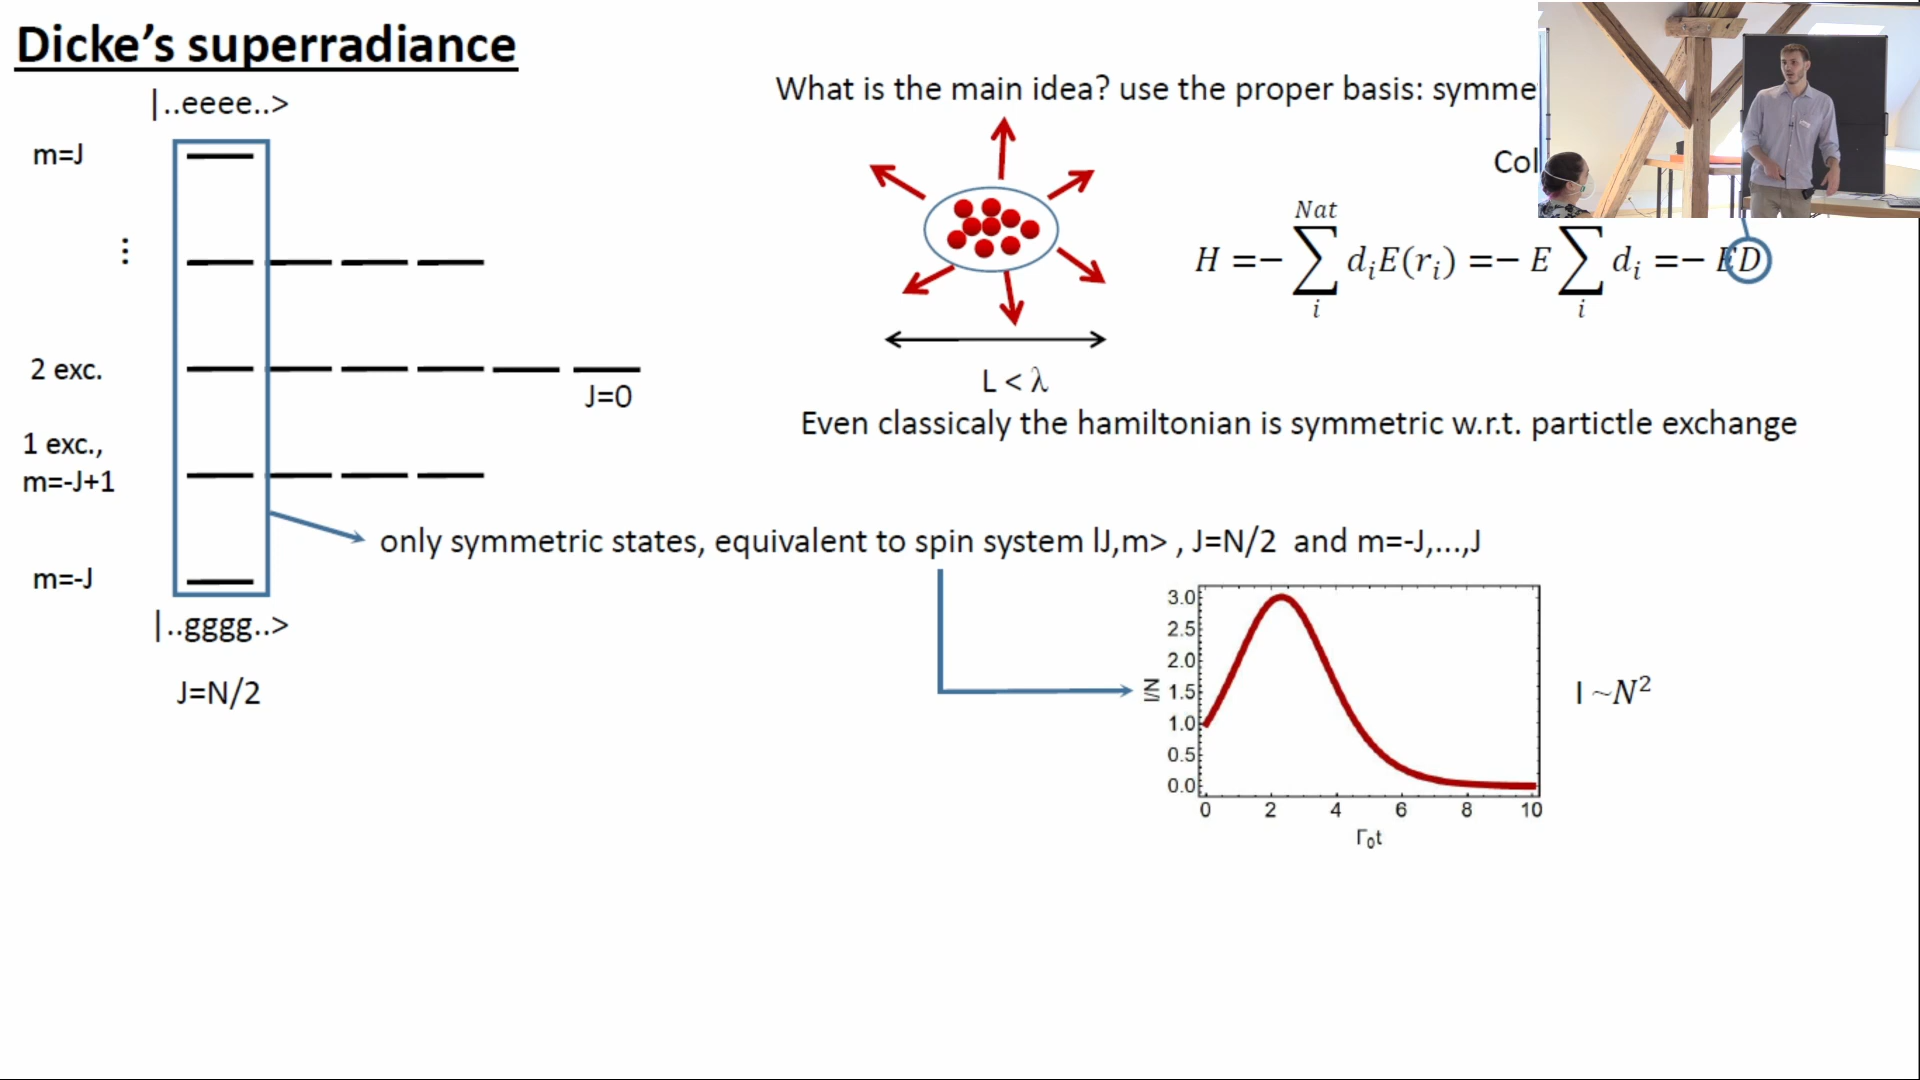 Dicke's superradiance
|..eeee..>
m=J
⋮
2 exc.
J=0
1 exc.,
m=-J+1
m=-J
|..gggg..>
J=N/2
What is the main idea? use the proper basis: symme
Col
H =− ∑_i^{Nat} d_i E(r_i) =− E ∑_i d_i =− ED
L < λ
Even classicaly the hamiltonian is symmetric w.r.t. partictle exchange
only symmetric states, equivalent to spin system lJ,m> , J=N/2 and m=-J,...,J
3.0
2.5
2.0
1.5
1.0
0.5
0.0
I/N
0 2 4 6 8 10
Γ₀t
I ~N²